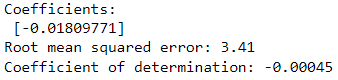 Coefficients:
[-0.01809771]
Root mean squared error: 3.41
Coefficient of determination: -0.00045